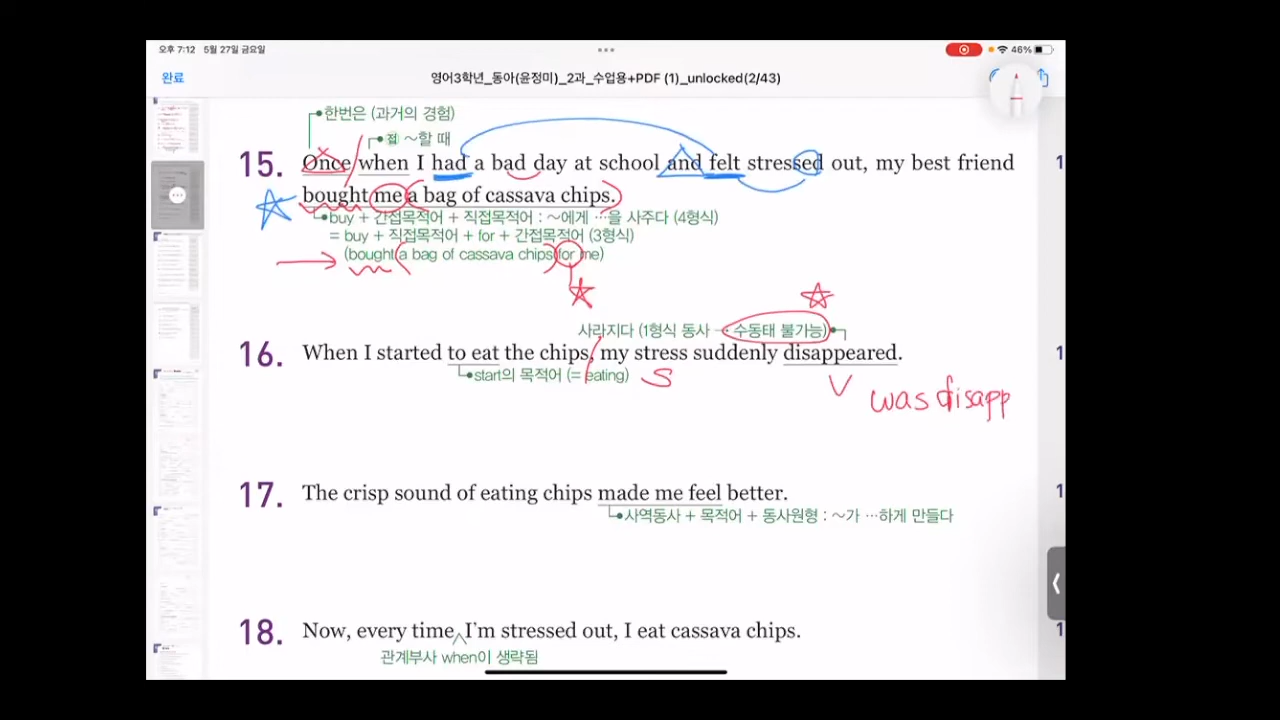 오후 7:12 5월 27일 금요일
46%
완료
영어3학년_동아(윤정미)_2과_수업용+PDF (1)_unlocked(2/43)
한번은 (과거의 경험)
접 ~할 때
15. Once when I had a bad day at school and felt stressed out, my best friend
bought me a bag of cassava chips.
buy + 간접목적어 + 직접목적어 : ~에게 …을 사주다 (4형식)
= buy + 직접목적어 + for + 간접목적어 (3형식)
(bought a bag of cassava chips for me)
사라지다 (1형식 동사 → 수동태 불가능)
16. When I started to eat the chips, my stress suddenly disappeared.
start의 목적어 (= eating)
S
V
was disapp
17. The crisp sound of eating chips made me feel better.
사역동사 + 목적어 + 동사원형 : ~가 …하게 만들다
18. Now, every time I'm stressed out, I eat cassava chips.
관계부사 when이 생략됨